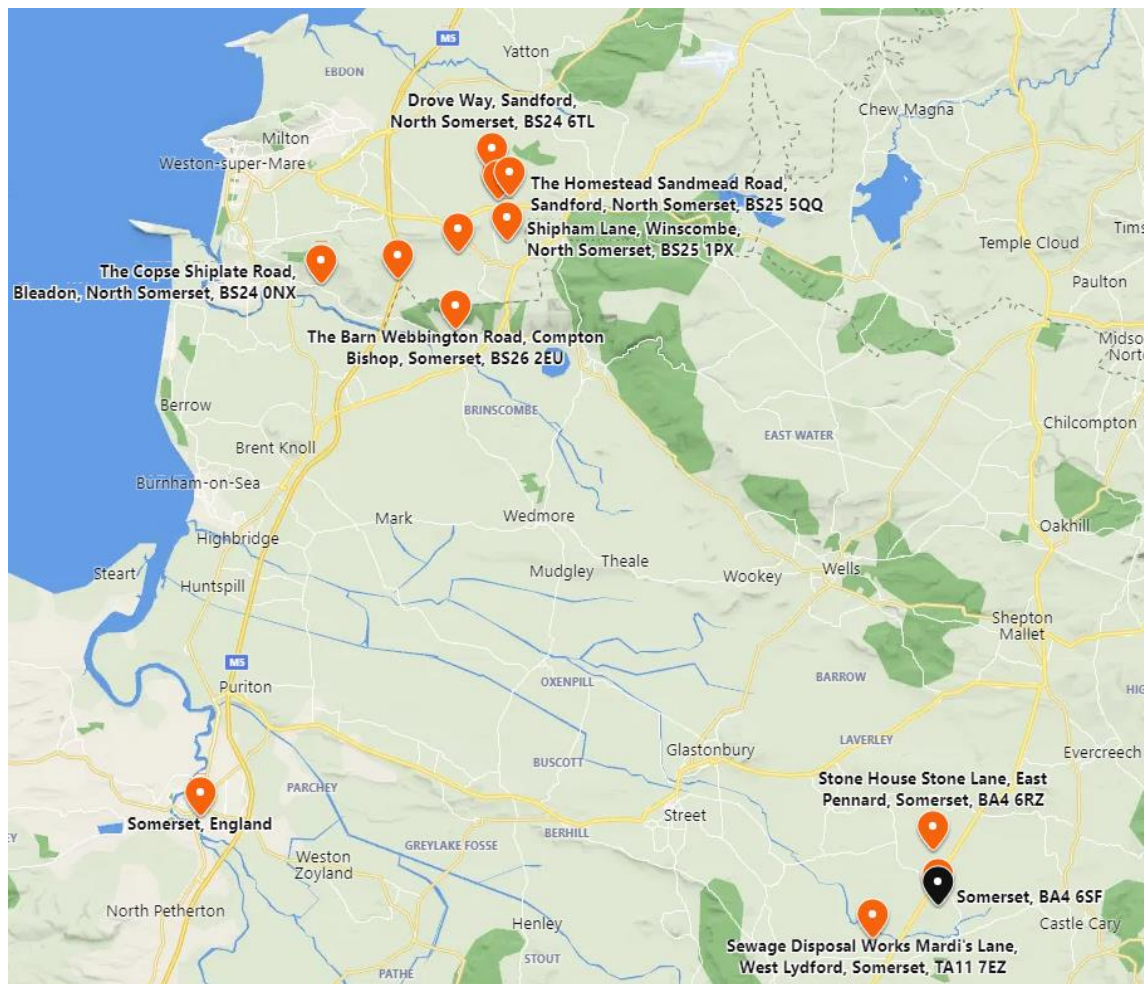 M5
Yatton
EBDON
Drove Way, Sandford,
North Somerset, BS24 6TL
Chew Magna
Milton
Weston-super-Mare
The Homestead Sandmead Road,
Sandford, North Somerset, BS25 5QQ
Shipham Lane, Winscombe,
North Somerset, BS25 1PX
Tims
Temple Cloud
The Copse Shiplate Road,
Bleadon, North Somerset, BS24 0NX
Paulton
The Barn Webbington Road, Compton
Bishop, Somerset, BS26 2EU
Midso
Norto
Berrow
BRINSCOMBE
Chilcompton
EAST WATER
Brent Knoll
Burnham-on-Sea
Mark
Wedmore
Oakhill
Highbridge
Steart
Theale
Mudgley
Wookey
Wells
Huntspill
Shepton
Mallet
M5
Puriton
OXENPILL
BARROW
HIG
Glastonbury
LAVERLEY
Evercreech
BUSCOTT
PARCHEY
Stone House Stone Lane, East
Pennard, Somerset, BA4 6RZ
Somerset, England
Street
BERHILL
EY
GREYLAKE FOSSE
Weston
Zoyland
Somerset, BA4 6SF
North Petherton
Henley
Castle Cary
Sewage Disposal Works Mardi's Lane,
West Lydford, Somerset, TA11 7EZ
STOUT
PATHE